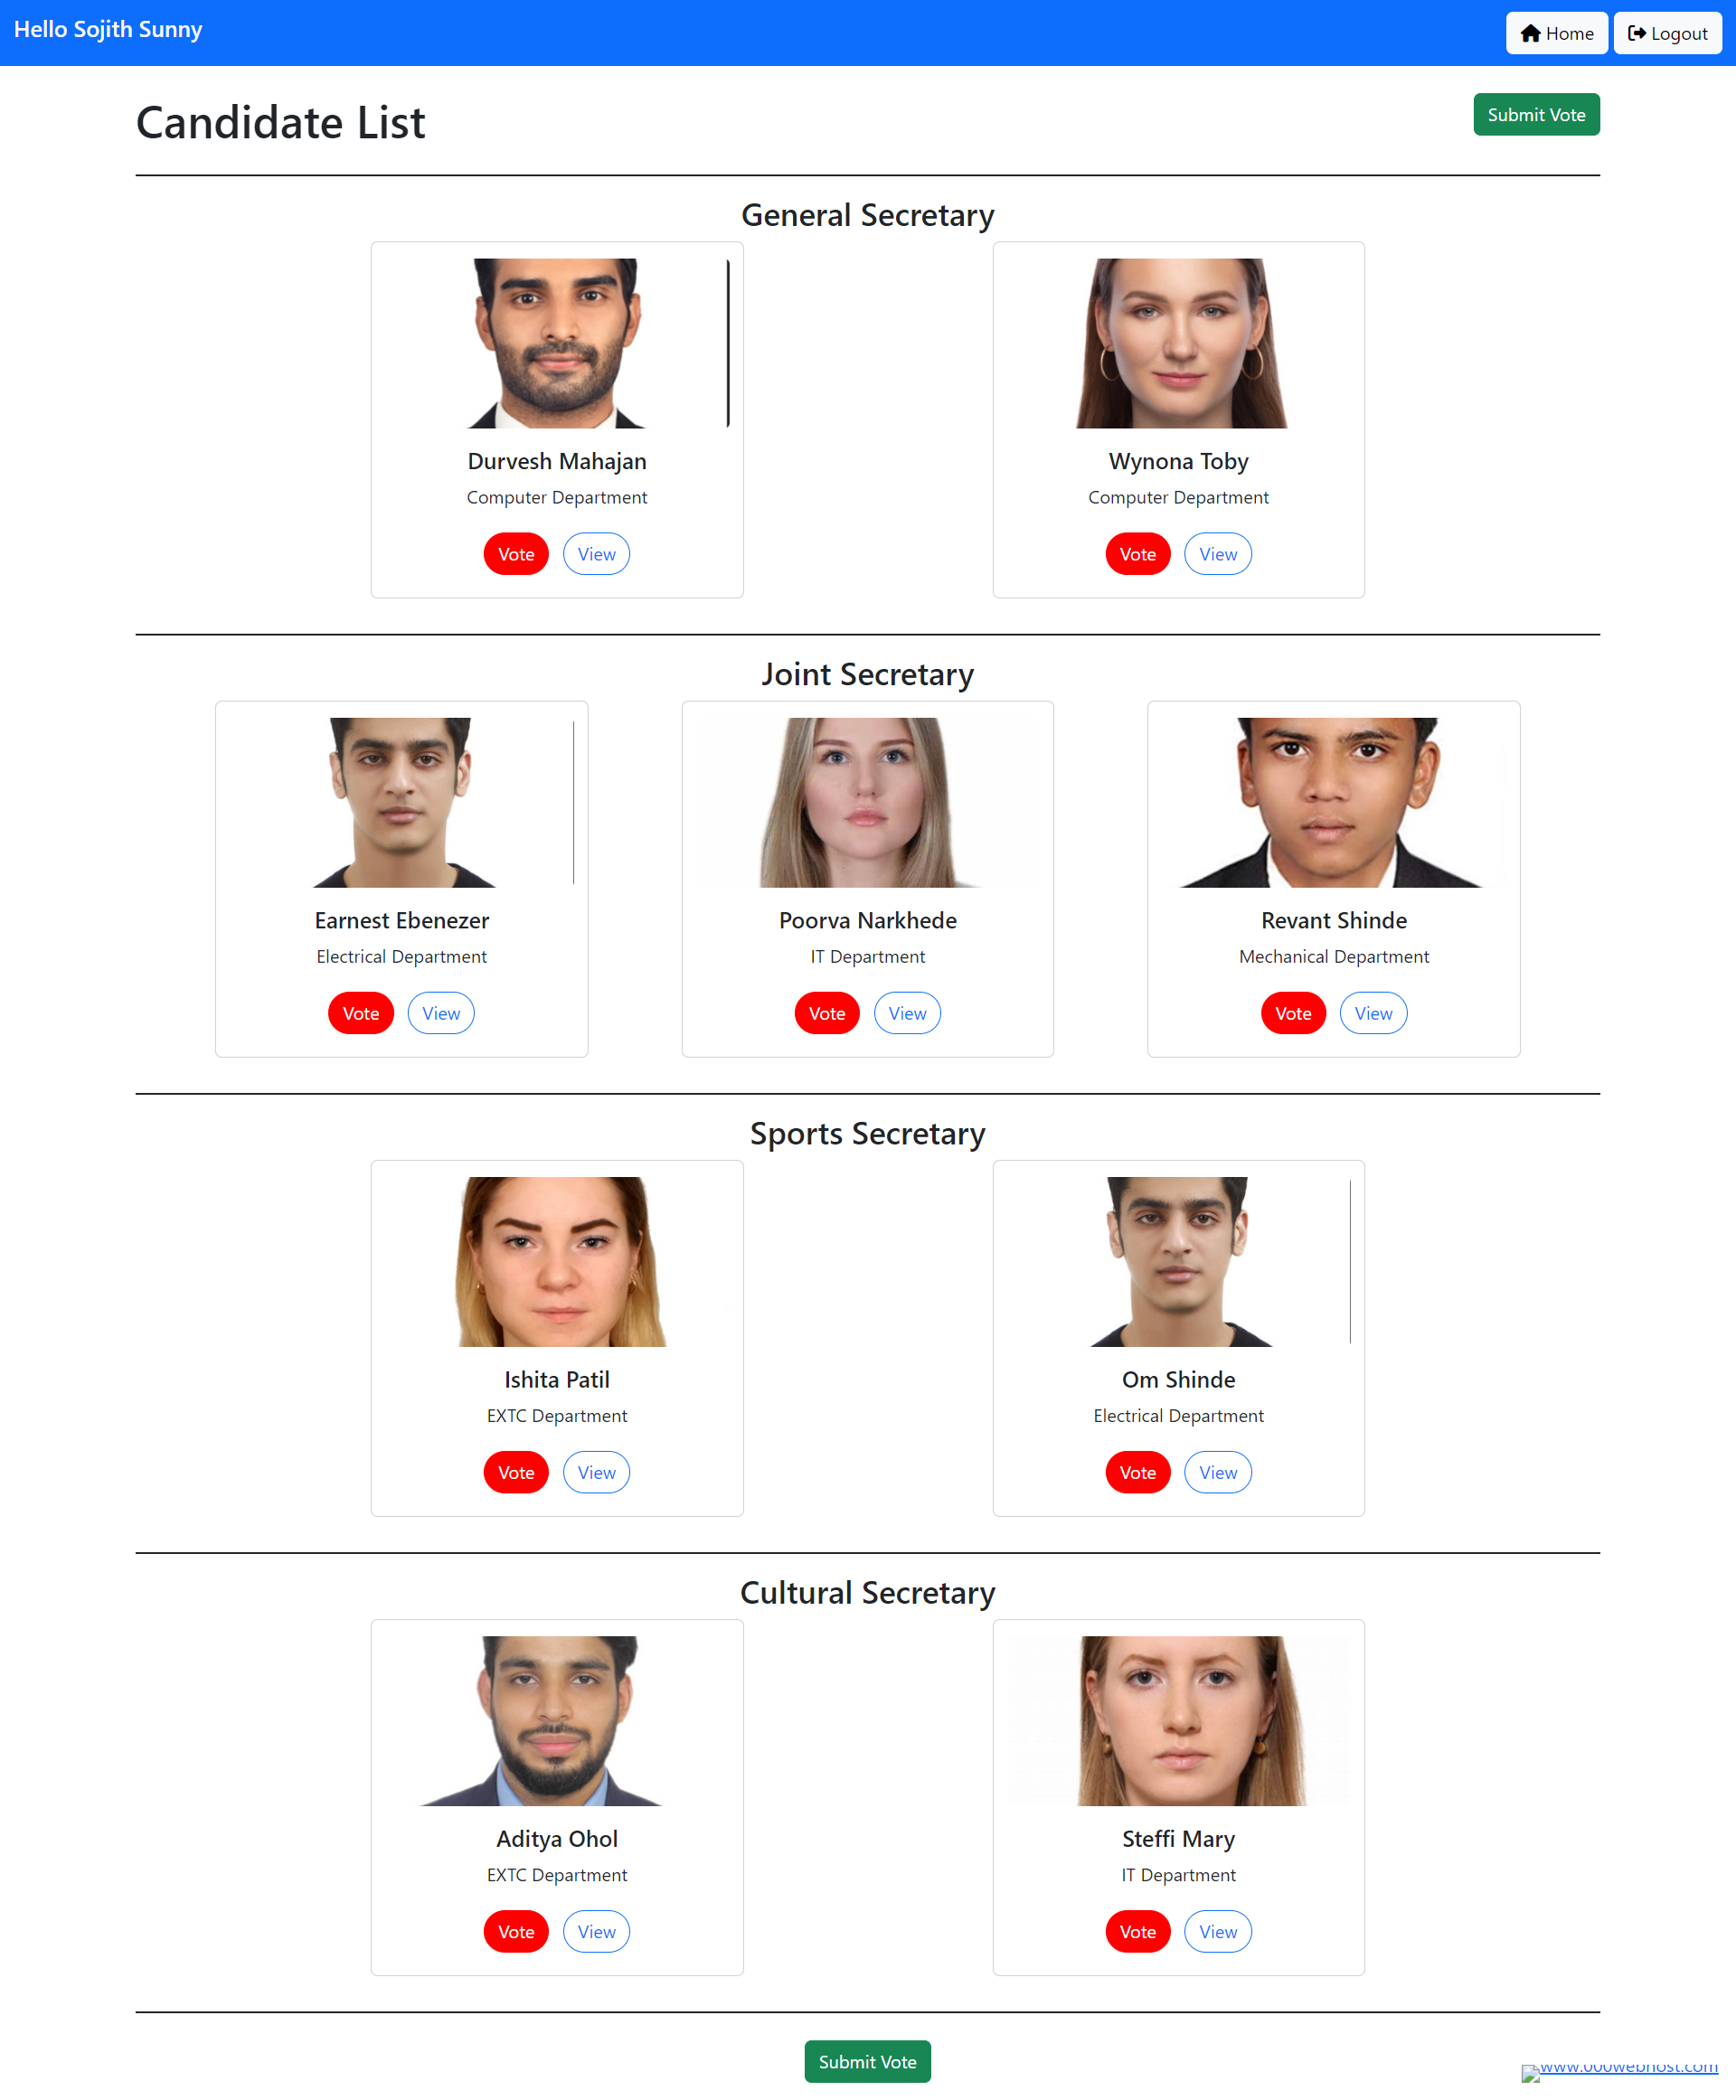 Hello Sojith Sunny
Home
Logout
Candidate List
Submit Vote
General Secretary
Durvesh Mahajan
Computer Department
Vote
View
Wynona Toby
Computer Department
Vote
View
Joint Secretary
Earnest Ebenezer
Electrical Department
Vote
View
Poorva Narkhede
IT Department
Vote
View
Revant Shinde
Mechanical Department
Vote
View
Sports Secretary
Ishita Patil
EXTC Department
Vote
View
Om Shinde
Electrical Department
Vote
View
Cultural Secretary
Aditya Ohol
EXTC Department
Vote
View
Steffi Mary
IT Department
Vote
View
Submit Vote
www.000webhost.com